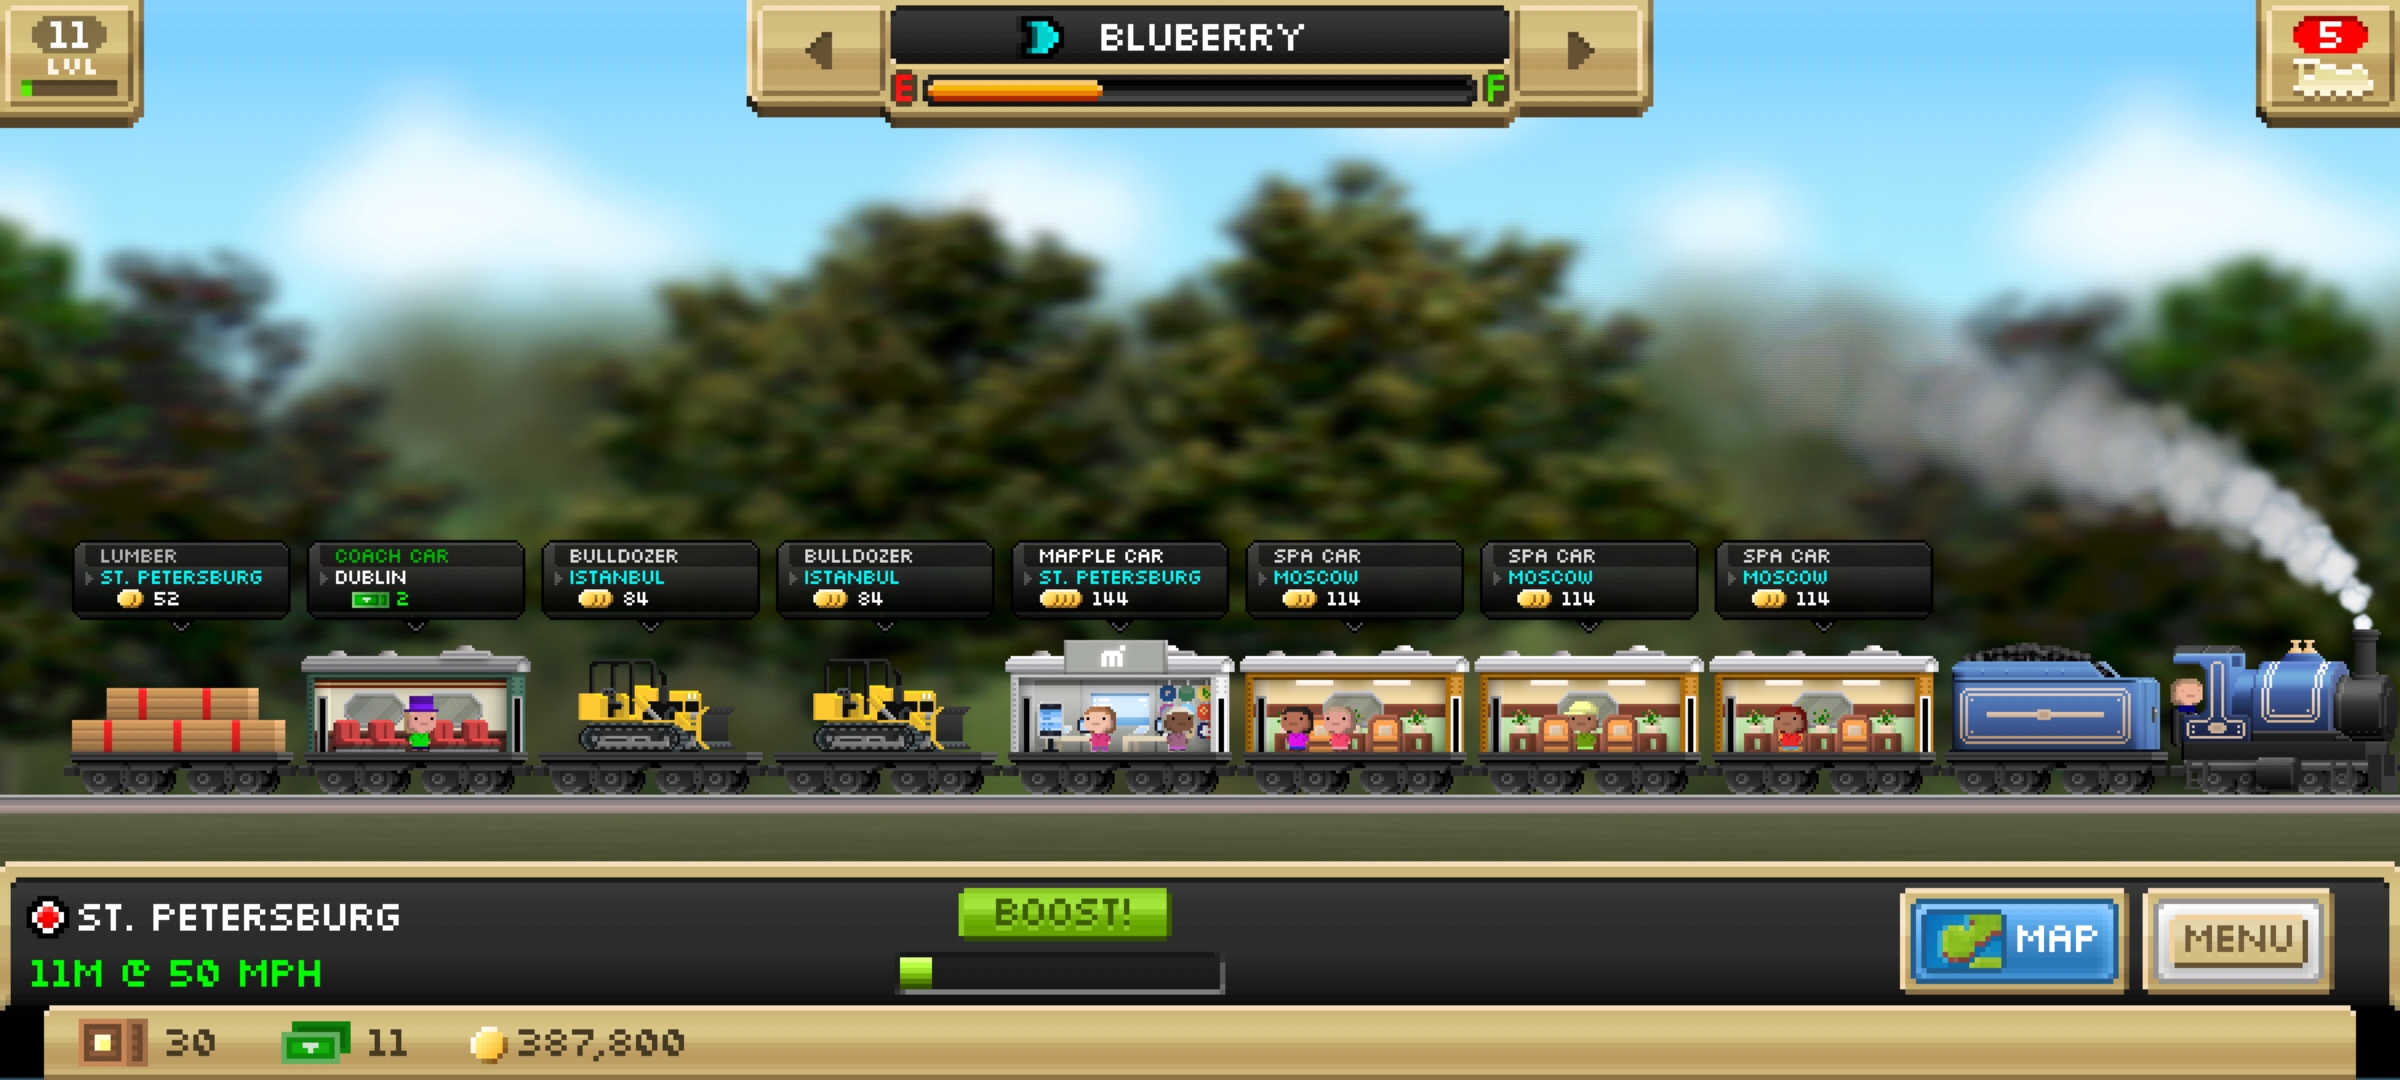 11
LVL
BLUBERRY
E
F
5
LUMBER
ST. PETERSBURG
52
COACH CAR
DUBLIN
2
BULLDOZER
ISTANBUL
84
BULLDOZER
ISTANBUL
84
MAPPLE CAR
ST. PETERSBURG
144
SPA CAR
MOSCOW
114
SPA CAR
MOSCOW
114
SPA CAR
MOSCOW
114
m
ST. PETERSBURG
11M @ 50 MPH
BOOST!
MAP
MENU
30
11
387,800